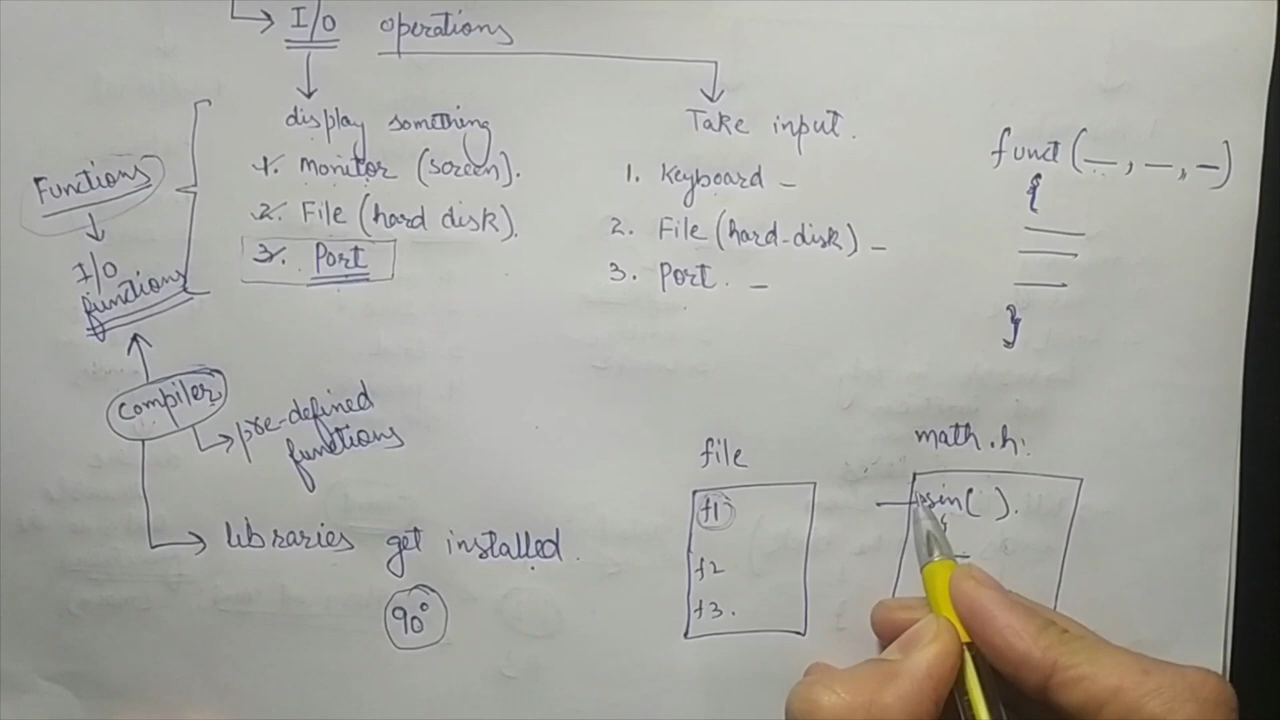 I/O operations
display something
1. Monitor (screen).
2. File (hard disk).
3. Port
Take input.
1. Keyboard -
2. File (hard-disk) -
3. Port. -
Functions
I/O
functions
Compiler
pre-defined
functions
libraries get installed.
90°
funct ( — , — , — )
{
}
file
f1
f2
f3.
math.h:
sin( ).
{